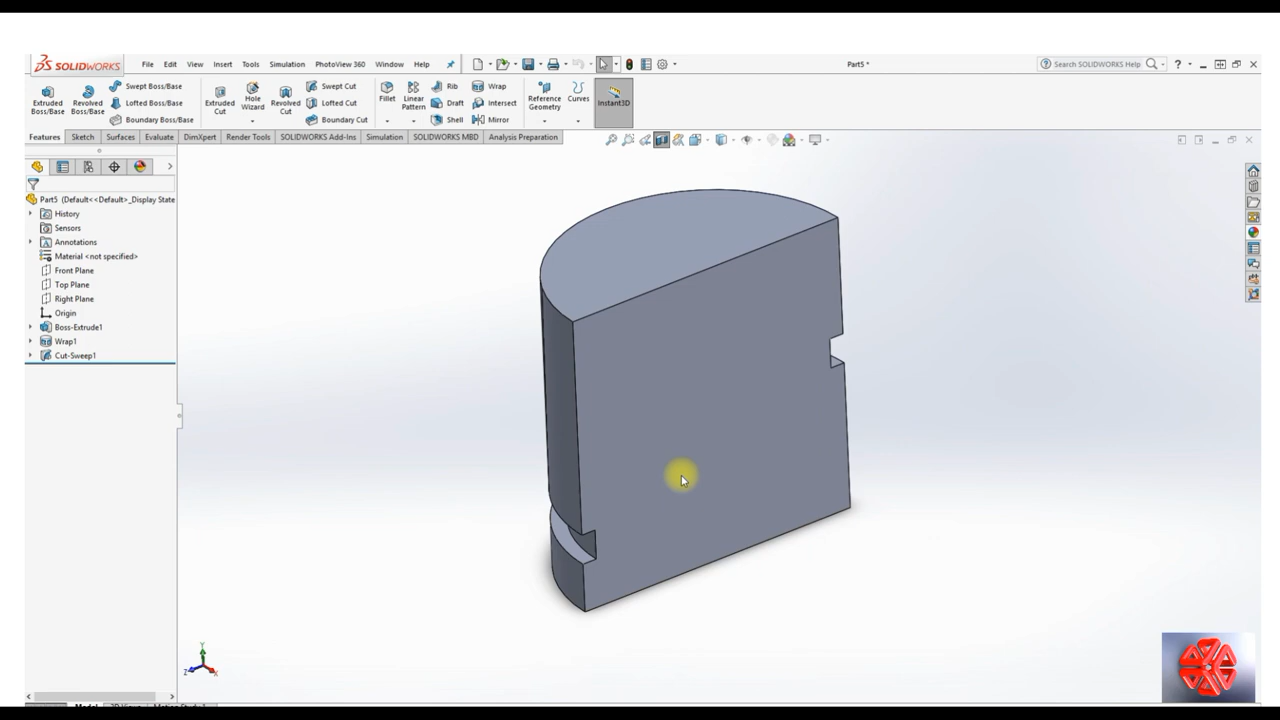 SOLIDWORKS File Edit View Insert Tools Simulation PhotoView 360 Window Help Part5 * Search SOLIDWORKS Help
Extruded Boss/Base
Revolved Boss/Base
Swept Boss/Base
Lofted Boss/Base
Boundary Boss/Base
Extruded Cut
Hole Wizard
Revolved Cut
Swept Cut
Lofted Cut
Boundary Cut
Fillet
Linear Pattern
Rib
Draft
Shell
Wrap
Intersect
Mirror
Reference Geometry
Curves
Instant3D
Features Sketch Surfaces Evaluate DimXpert Render Tools SOLIDWORKS Add-Ins Simulation SOLIDWORKS MBD Analysis Preparation
Part5 (Default<<Default>_Display State
History
Sensors
Annotations
Material <not specified>
Front Plane
Top Plane
Right Plane
Origin
Boss-Extrude1
Wrap1
Cut-Sweep1
Y
Z
X